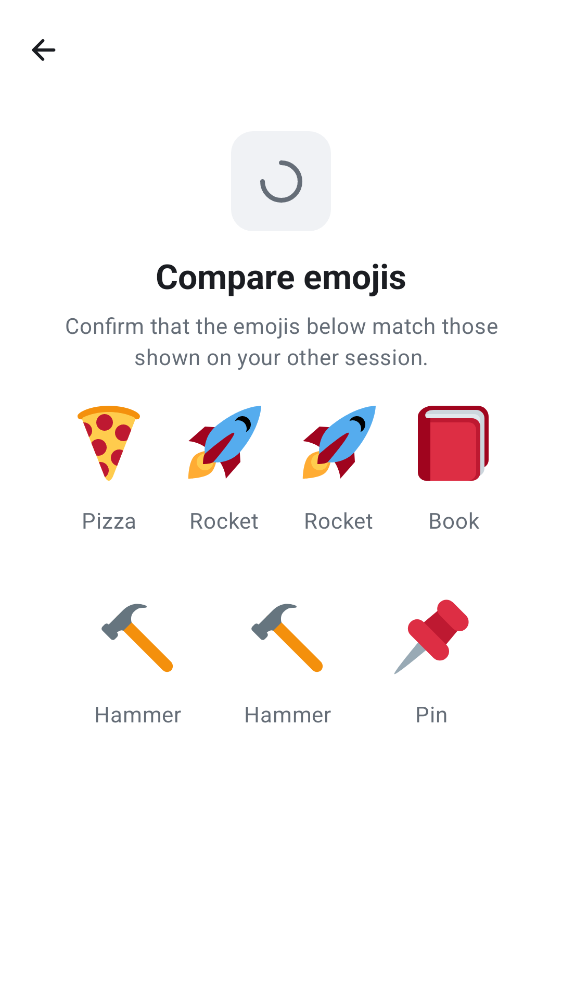 Compare emojis
Confirm that the emojis below match those
shown on your other session.
Pizza Rocket Rocket Book
Hammer Hammer Pin